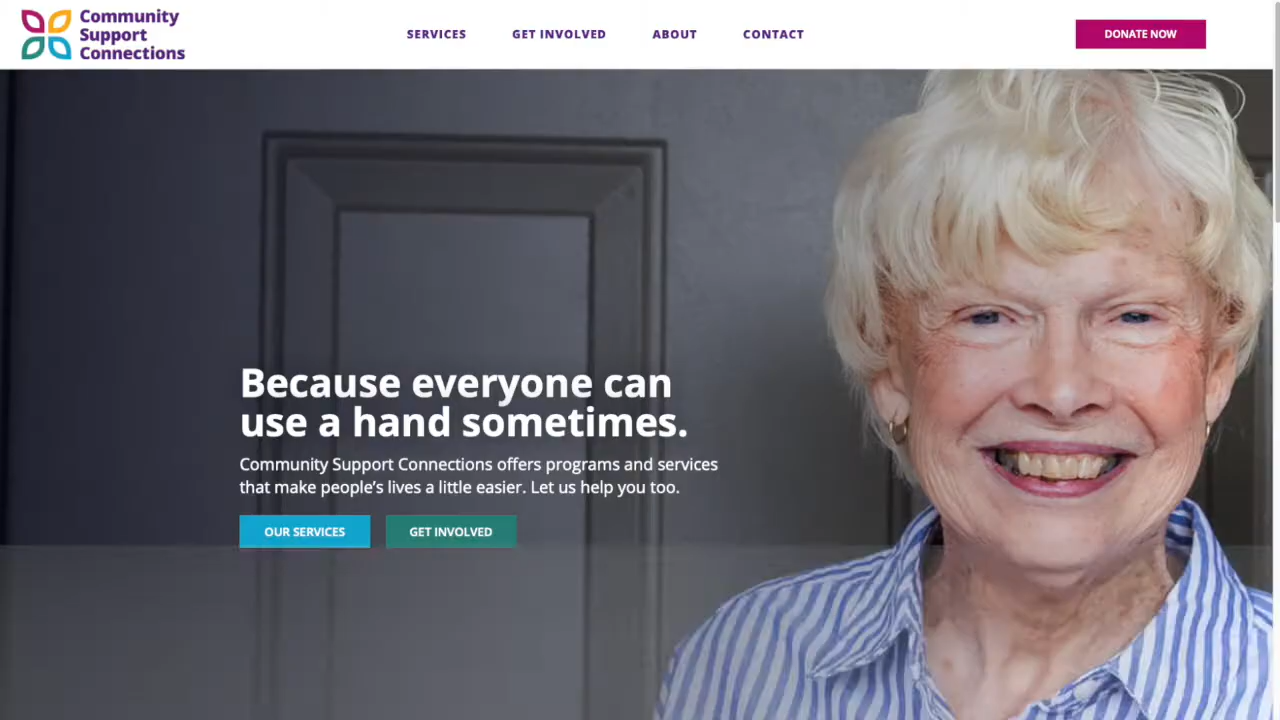 Community
Support
Connections
SERVICES
GET INVOLVED
ABOUT
CONTACT
DONATE NOW
Because everyone can
use a hand sometimes.
Community Support Connections offers programs and services
that make people’s lives a little easier. Let us help you too.
OUR SERVICES
GET INVOLVED